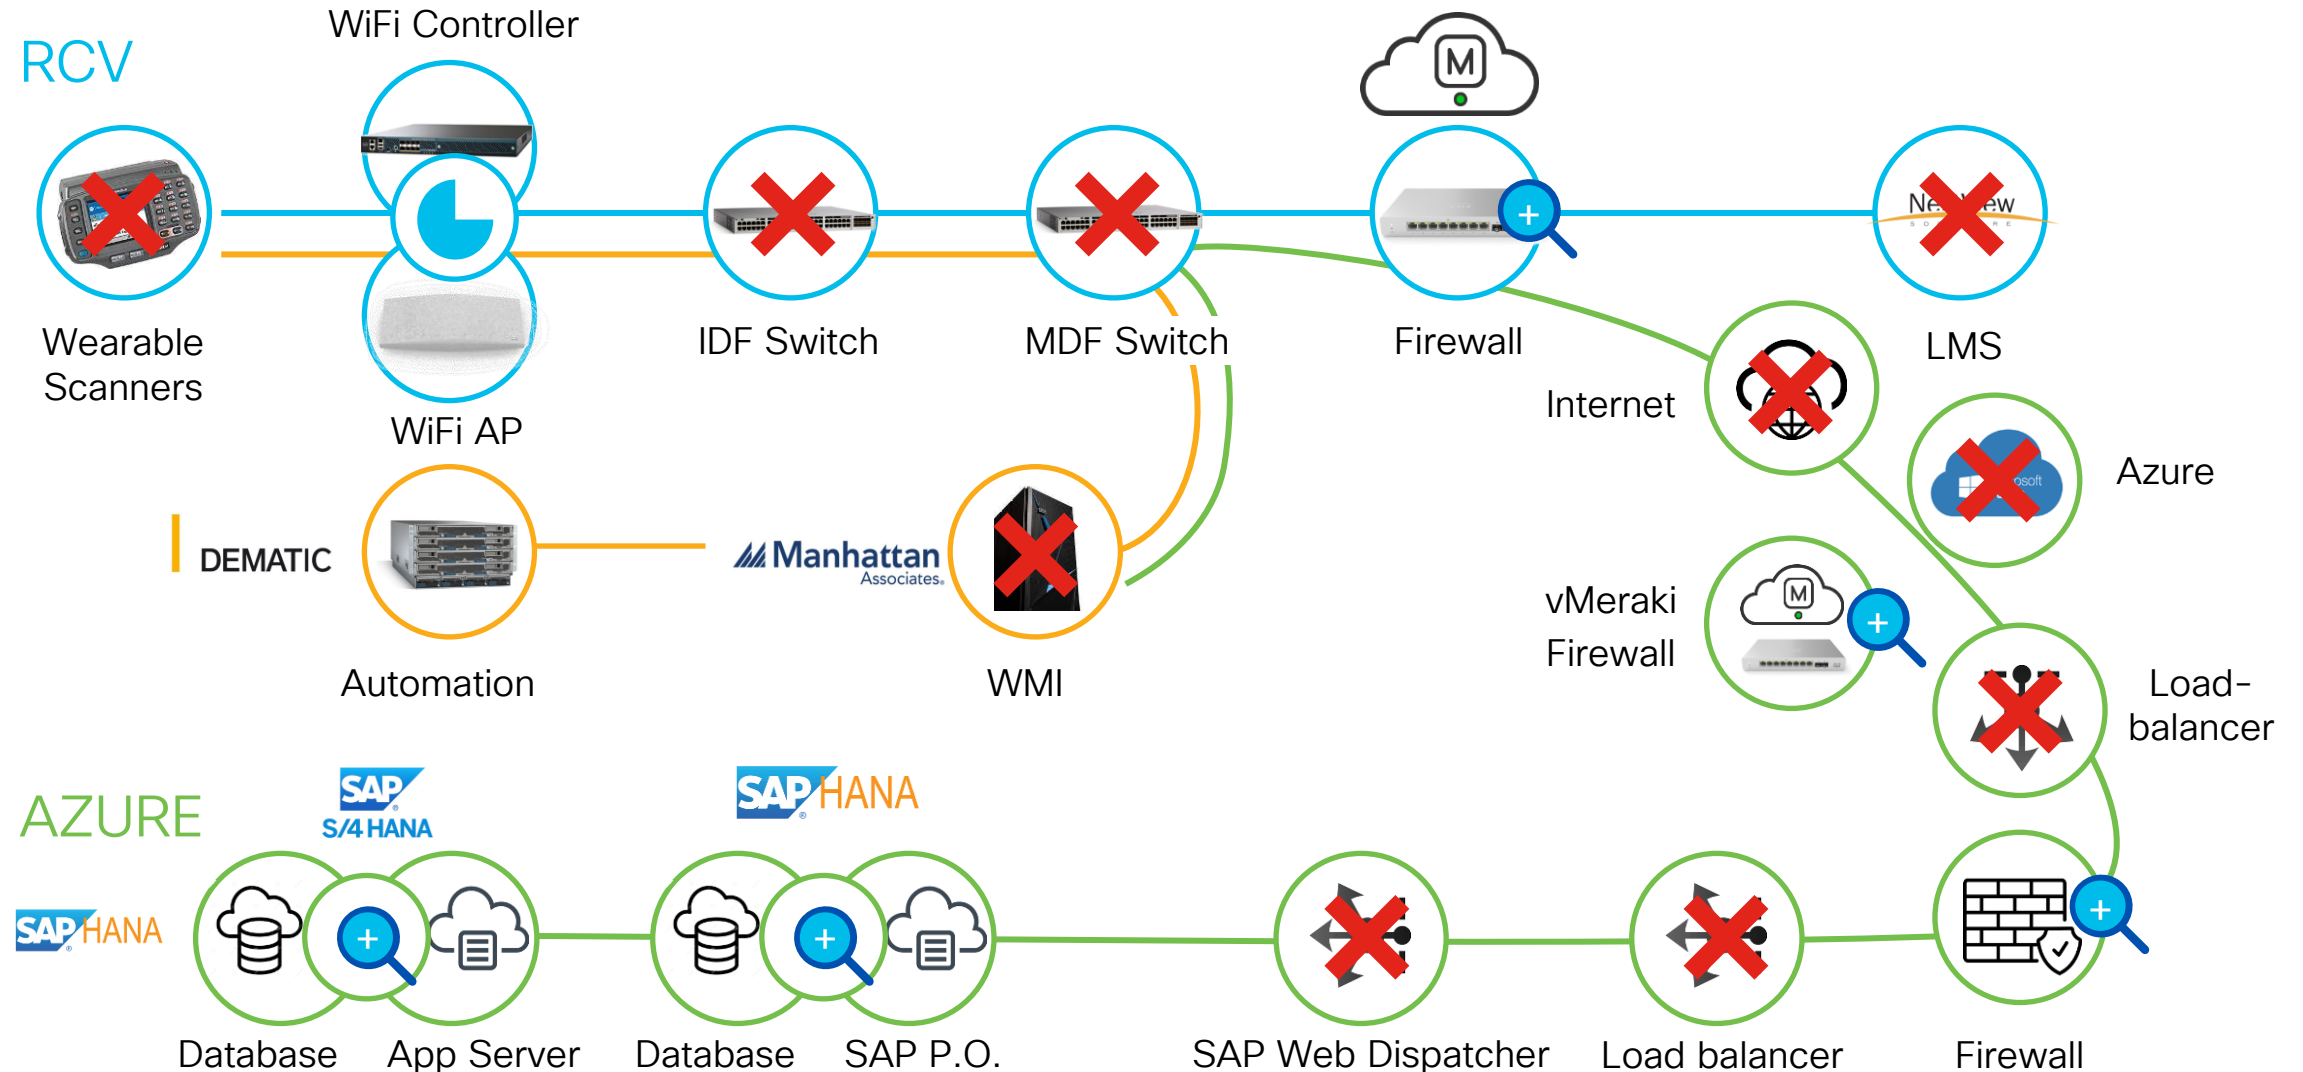 WiFi Controller
RCV
M
Wearable
Scanners
WiFi AP
IDF Switch
MDF Switch
Firewall
LMS
Internet
Azure
DEMATIC
Manhattan
Associates.
vMeraki
Firewall
M
Automation
WMI
Load-
balancer
AZURE
SAP
S/4 HANA
SAP HANA
SAP HANA
Database
App Server
Database
SAP P.O.
SAP Web Dispatcher
Load balancer
Firewall